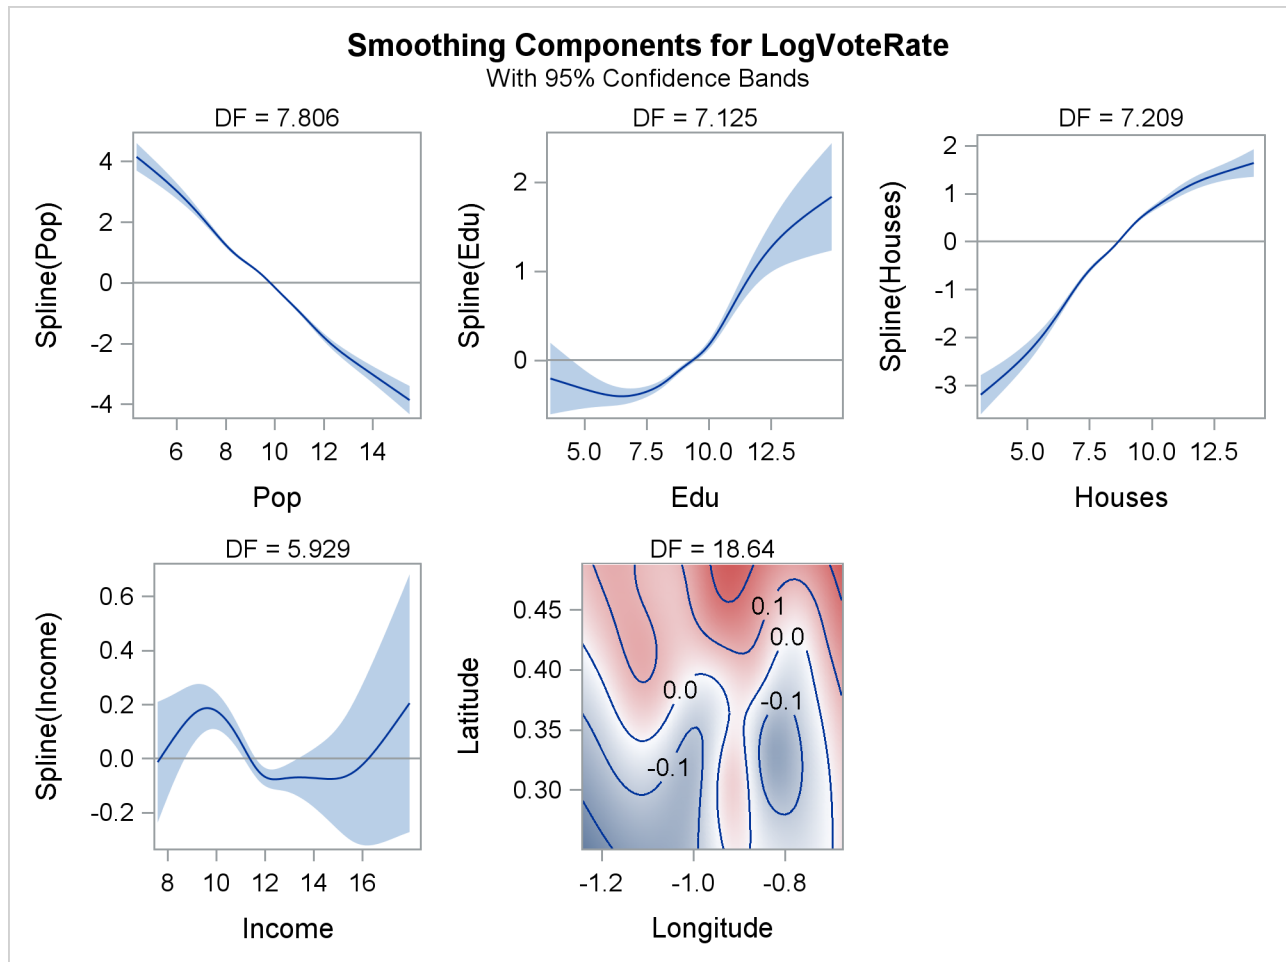 Smoothing Components for LogVoteRate
With 95% Confidence Bands
DF = 7.806
Spline(Pop)
4
2
0
-2
-4
6 8 10 12 14
Pop
DF = 7.125
Spline(Edu)
2
1
0
5.0 7.5 10.0 12.5
Edu
DF = 7.209
Spline(Houses)
2
1
0
-1
-2
-3
5.0 7.5 10.0 12.5
Houses
DF = 5.929
Spline(Income)
0.6
0.4
0.2
0.0
-0.2
8 10 12 14 16
Income
DF = 18.64
Latitude
0.45
0.40
0.35
0.30
0.1
0.0
0.0
-0.1
-0.1
-1.2 -1.0 -0.8
Longitude